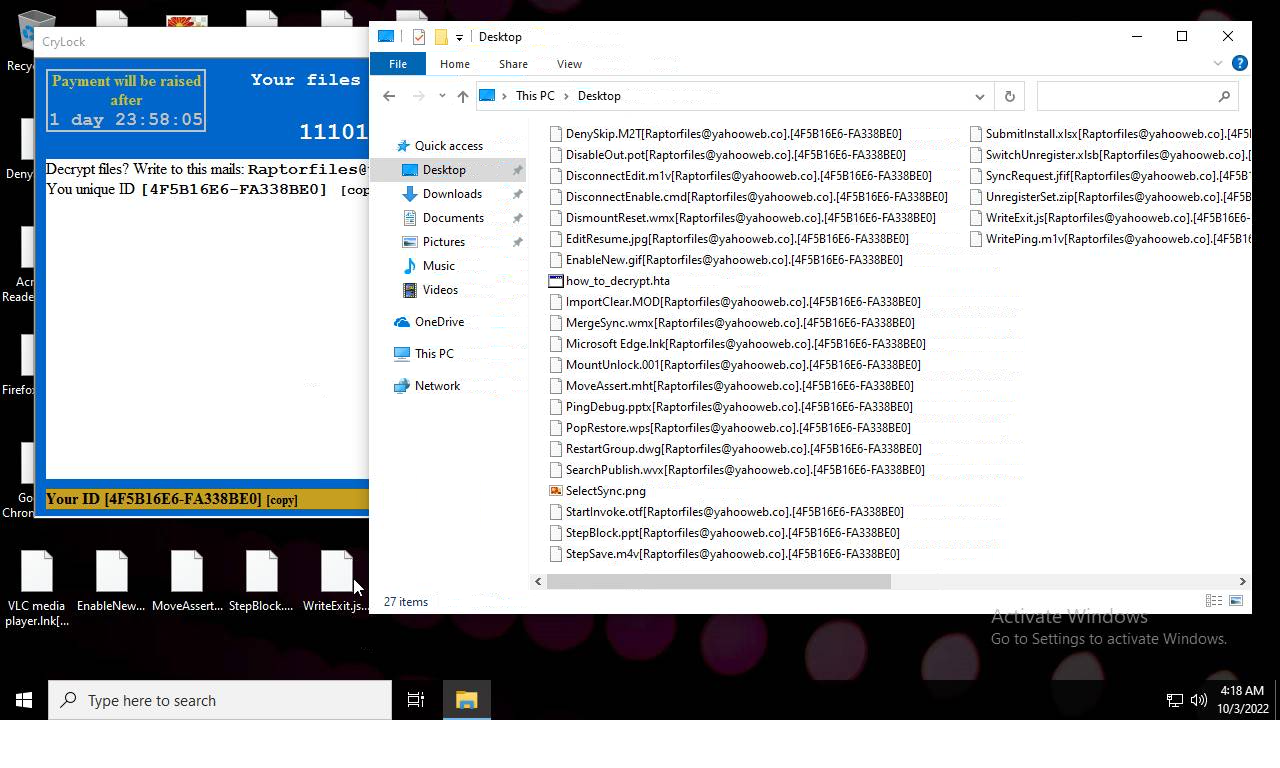 Recyc
CryLock
Payment will be raised
after
1 day 23:58:05
Your files
11101
Decrypt files? Write to this mails: Raptorfiles@
You unique ID [4F5B16E6-FA338BE0] [cop
Your ID [4F5B16E6-FA338BE0] [copy]
Deny
Acr
Reade
Firefox
Go
Chron
VLC media
player.lnk[...
EnableNew...
MoveAssert...
StepBlock....
WriteExit.js...
Desktop
File
Home
Share
View
This PC
Desktop
Quick access
Desktop
Downloads
Documents
Pictures
Music
Videos
OneDrive
This PC
Network
DenySkip.M2T[Raptorfiles@yahooweb.co].[4F5B16E6-FA338BE0]
DisableOut.pot[Raptorfiles@yahooweb.co].[4F5B16E6-FA338BE0]
DisconnectEdit.m1v[Raptorfiles@yahooweb.co].[4F5B16E6-FA338BE0]
DisconnectEnable.cmd[Raptorfiles@yahooweb.co].[4F5B16E6-FA338BE0]
DismountReset.wmx[Raptorfiles@yahooweb.co].[4F5B16E6-FA338BE0]
EditResume.jpg[Raptorfiles@yahooweb.co].[4F5B16E6-FA338BE0]
EnableNew.gif[Raptorfiles@yahooweb.co].[4F5B16E6-FA338BE0]
how_to_decrypt.hta
ImportClear.MOD[Raptorfiles@yahooweb.co].[4F5B16E6-FA338BE0]
MergeSync.wmx[Raptorfiles@yahooweb.co].[4F5B16E6-FA338BE0]
Microsoft Edge.lnk[Raptorfiles@yahooweb.co].[4F5B16E6-FA338BE0]
MountUnlock.001[Raptorfiles@yahooweb.co].[4F5B16E6-FA338BE0]
MoveAssert.mht[Raptorfiles@yahooweb.co].[4F5B16E6-FA338BE0]
PingDebug.pptx[Raptorfiles@yahooweb.co].[4F5B16E6-FA338BE0]
PopRestore.wps[Raptorfiles@yahooweb.co].[4F5B16E6-FA338BE0]
RestartGroup.dwg[Raptorfiles@yahooweb.co].[4F5B16E6-FA338BE0]
SearchPublish.wvx[Raptorfiles@yahooweb.co].[4F5B16E6-FA338BE0]
SelectSync.png
StartInvoke.otf[Raptorfiles@yahooweb.co].[4F5B16E6-FA338BE0]
StepBlock.ppt[Raptorfiles@yahooweb.co].[4F5B16E6-FA338BE0]
StepSave.m4v[Raptorfiles@yahooweb.co].[4F5B16E6-FA338BE0]
SubmitInstall.xlsx[Raptorfiles@yahooweb.co].[4F5
SwitchUnregister.xlsb[Raptorfiles@yahooweb.co].
SyncRequest.jfif[Raptorfiles@yahooweb.co].[4F5B
UnregisterSet.zip[Raptorfiles@yahooweb.co].[4F5B
WriteExit.js[Raptorfiles@yahooweb.co].[4F5B16E6
WritePing.m1v[Raptorfiles@yahooweb.co].[4F5B16
27 items
Activate Windows
Go to Settings to activate Windows.
Type here to search
4:18 AM
10/3/2022